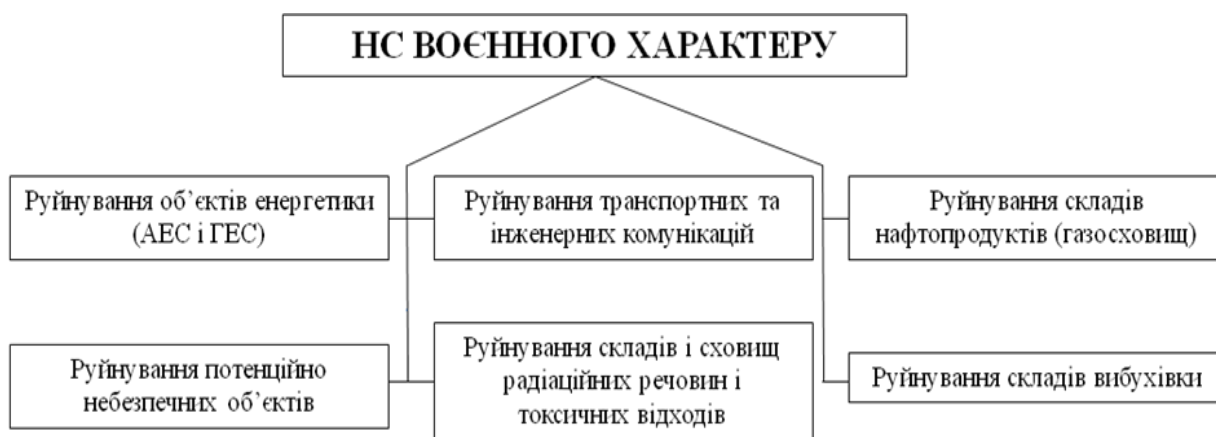 НС ВОЄННОГО ХАРАКТЕРУ
Руйнування об’єктів енергетики
(АЕС і ГЕС)
Руйнування транспортних та
інженерних комунікацій
Руйнування складів
нафтопродуктів (газосховищ)
Руйнування потенційно
небезпечних об’єктів
Руйнування складів і сховищ
радіаційних речовин і
токсичних відходів
Руйнування складів вибухівки